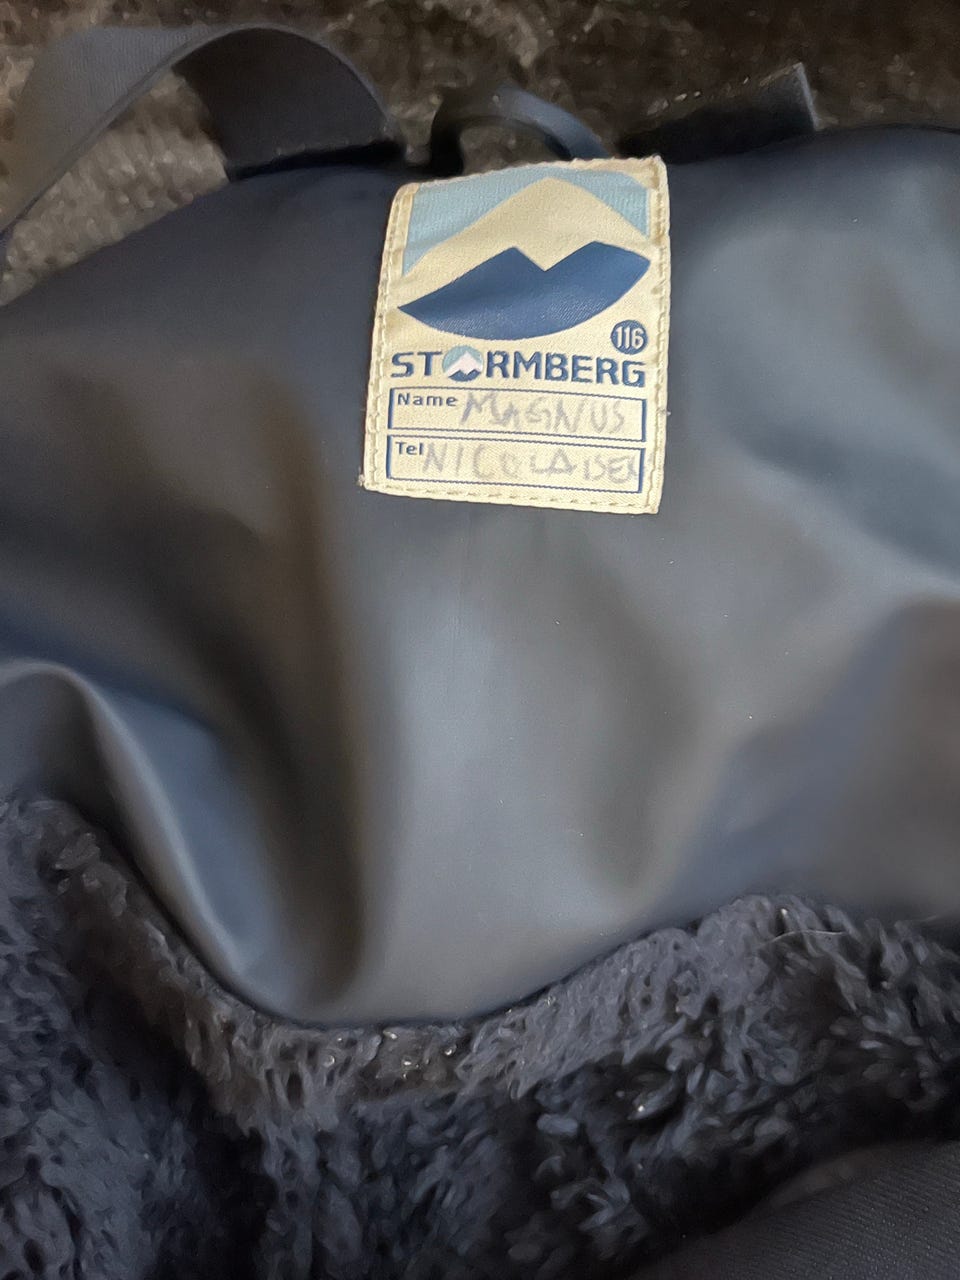 116
STORMBERG
Name MAGNUS
Tel NICOLAISEN